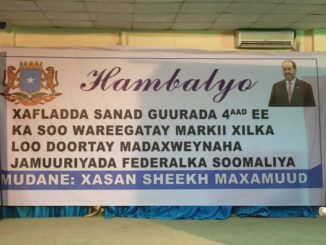 Hambalyo
XAFLADDA SANAD GUURADA 4AAD EE
KA SOO WAREEGATAY MARKII XILKA
LOO DOORTAY MADAXWEYNAHA
JAMUURIYADA FEDERALKA SOOMALIYA
MUDANE: XASAN SHEEKH MAXAMUUD